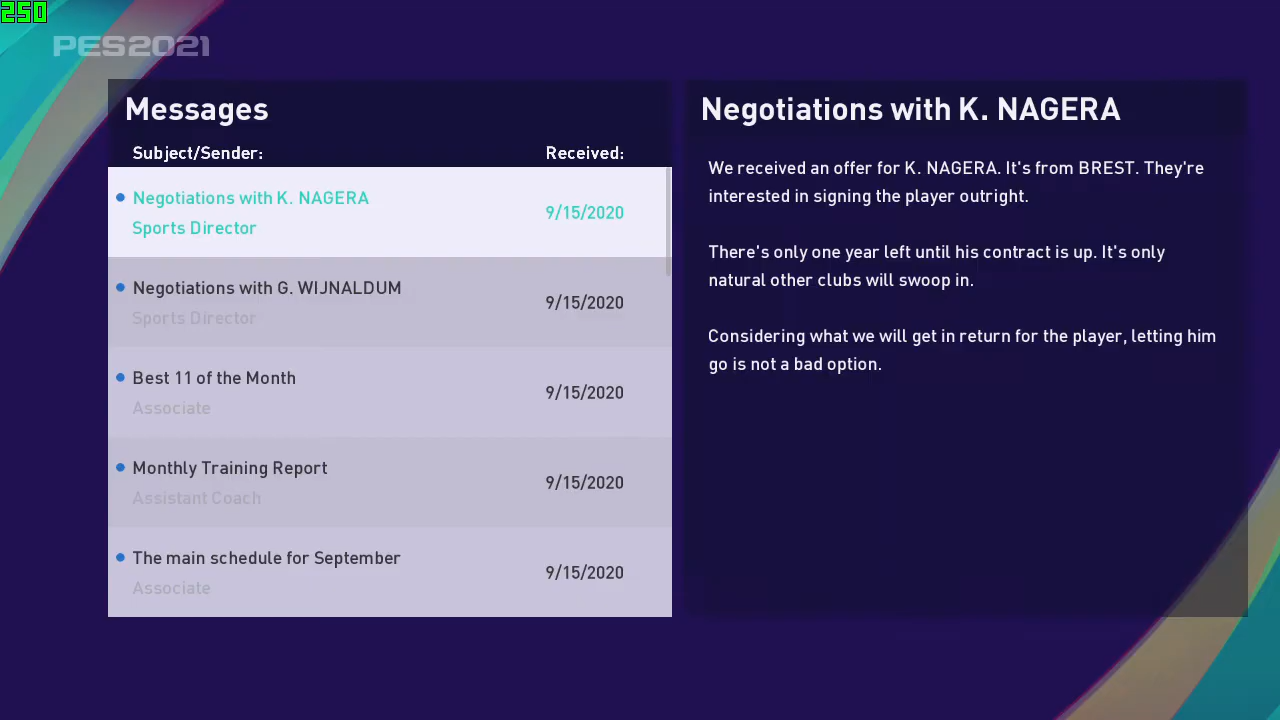 250
PES2021
Messages
Subject/Sender: Received:
Negotiations with K. NAGERA
Sports Director
9/15/2020
Negotiations with G. WIJNALDUM
Sports Director
9/15/2020
Best 11 of the Month
Associate
9/15/2020
Monthly Training Report
Assistant Coach
9/15/2020
The main schedule for September
Associate
9/15/2020
Negotiations with K. NAGERA
We received an offer for K. NAGERA. It's from BREST. They're
interested in signing the player outright.
There's only one year left until his contract is up. It's only
natural other clubs will swoop in.
Considering what we will get in return for the player, letting him
go is not a bad option.